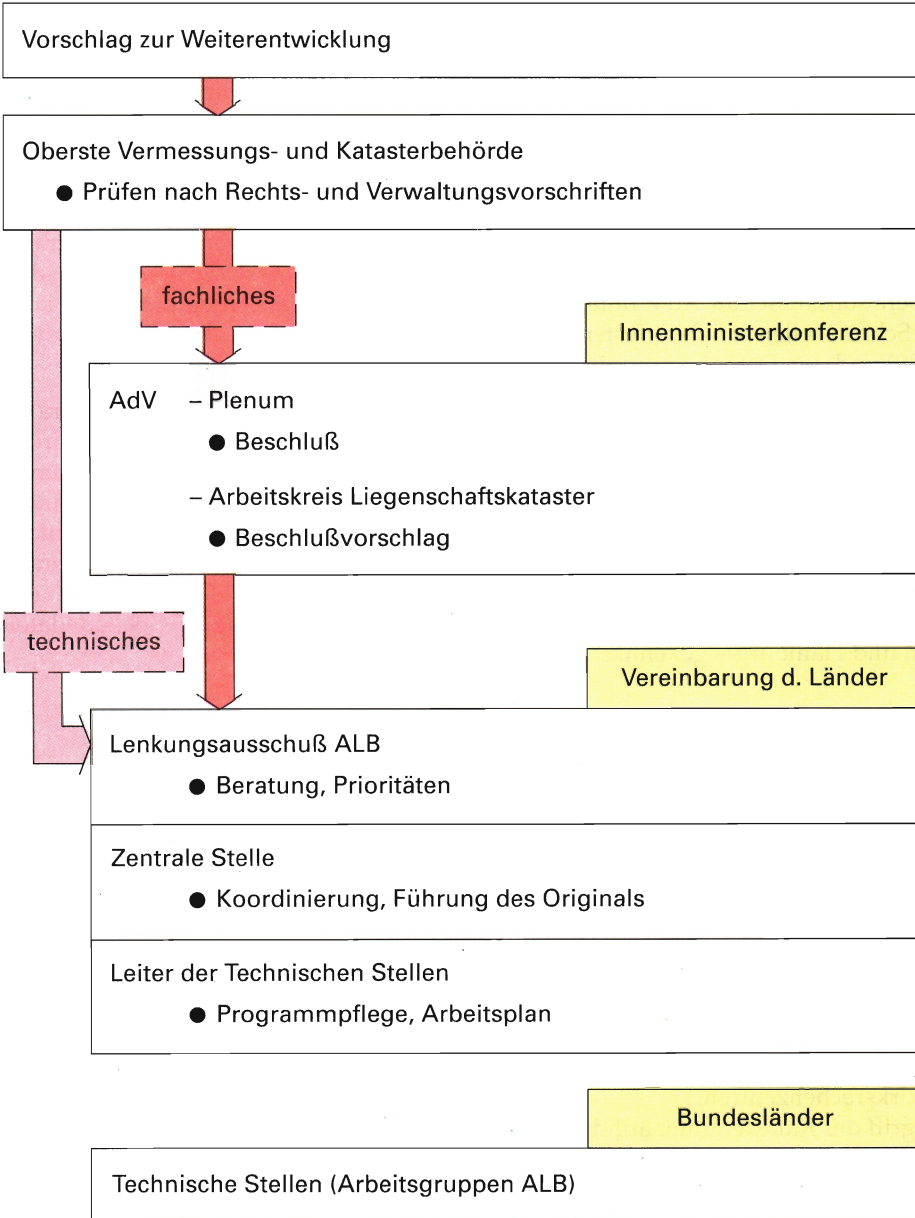 Vorschlag zur Weiterentwicklung
Oberste Vermessungs- und Katasterbehörde
● Prüfen nach Rechts- und Verwaltungsvorschriften
fachliches
Innenministerkonferenz
AdV – Plenum
● Beschluß
– Arbeitskreis Liegenschaftskataster
● Beschlußvorschlag
technisches
Vereinbarung d. Länder
Lenkungsausschuß ALB
● Beratung, Prioritäten
Zentrale Stelle
● Koordinierung, Führung des Originals
Leiter der Technischen Stellen
● Programmpflege, Arbeitsplan
Bundesländer
Technische Stellen (Arbeitsgruppen ALB)